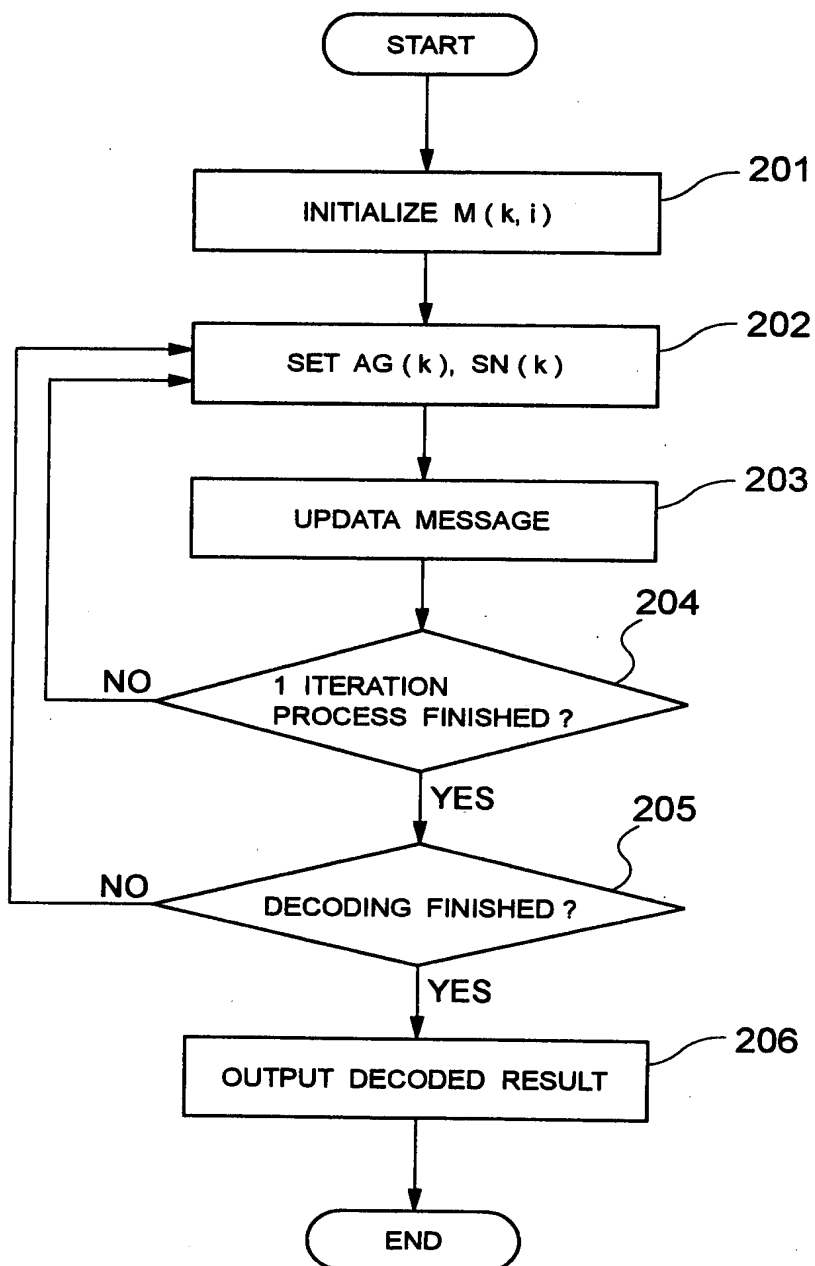 START
201
INITIALIZE M ( k, i )
202
SET AG ( k ), SN ( k )
203
UPDATA MESSAGE
204
NO
1 ITERATION
PROCESS FINISHED ?
YES
205
NO
DECODING FINISHED ?
YES
206
OUTPUT DECODED RESULT
END